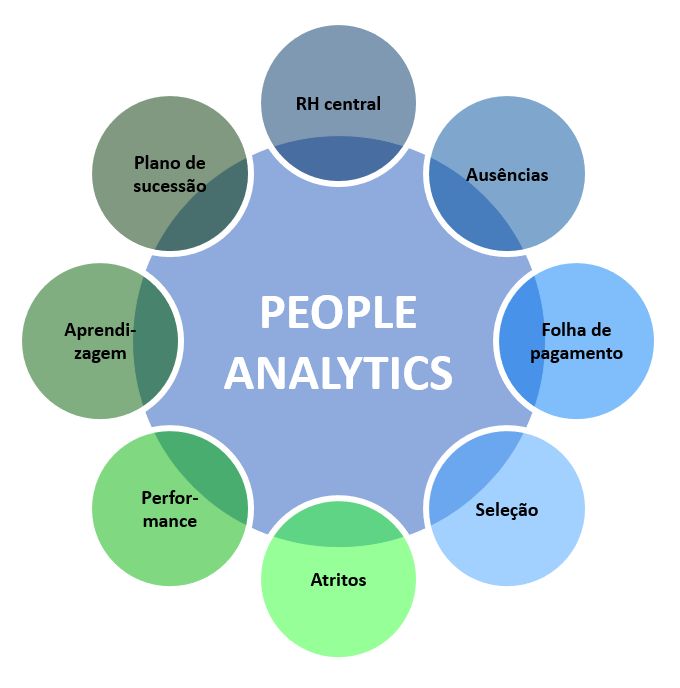 RH central
Ausências
Folha de
pagamento
Seleção
Atritos
Perfor-
mance
Aprendi-
zagem
Plano de
sucessão
PEOPLE
ANALYTICS